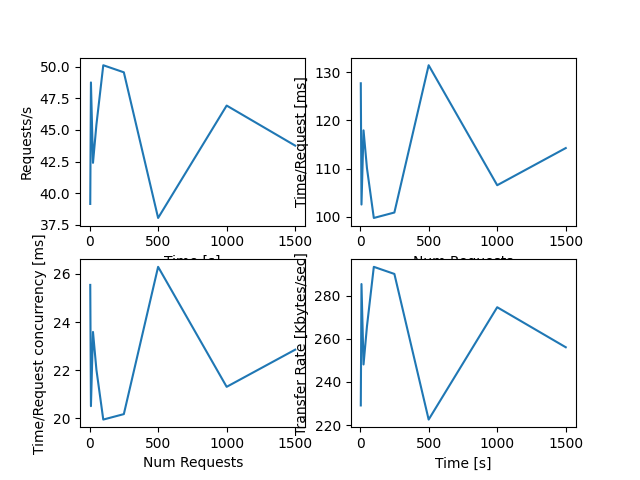 Requests/s
50.0
47.5
45.0
42.5
40.0
37.5
0 500 1000 1500
Time [s]
Time/Request [ms]
130
120
110
100
0 500 1000 1500
Num Requests
Time/Request concurrency [ms]
26
24
22
20
0 500 1000 1500
Num Requests
Transfer Rate [Kbytes/sec]
280
260
240
220
0 500 1000 1500
Time [s]